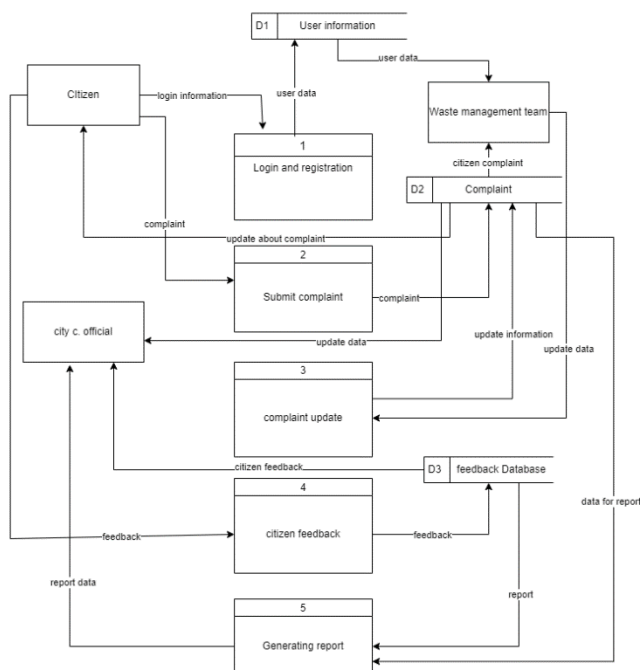 D1 User information
user data
CItizen
login information
user data
Waste management team
1
Login and registration
citizen complaint
D2 Complaint
complaint
update about complaint
2
Submit complaint
complaint
city c. official
update information
update data
update data
3
complaint update
citizen feedback
D3 feedback Database
4
data for report
citizen feedback
feedback
feedback
report data
report
5
Generating report